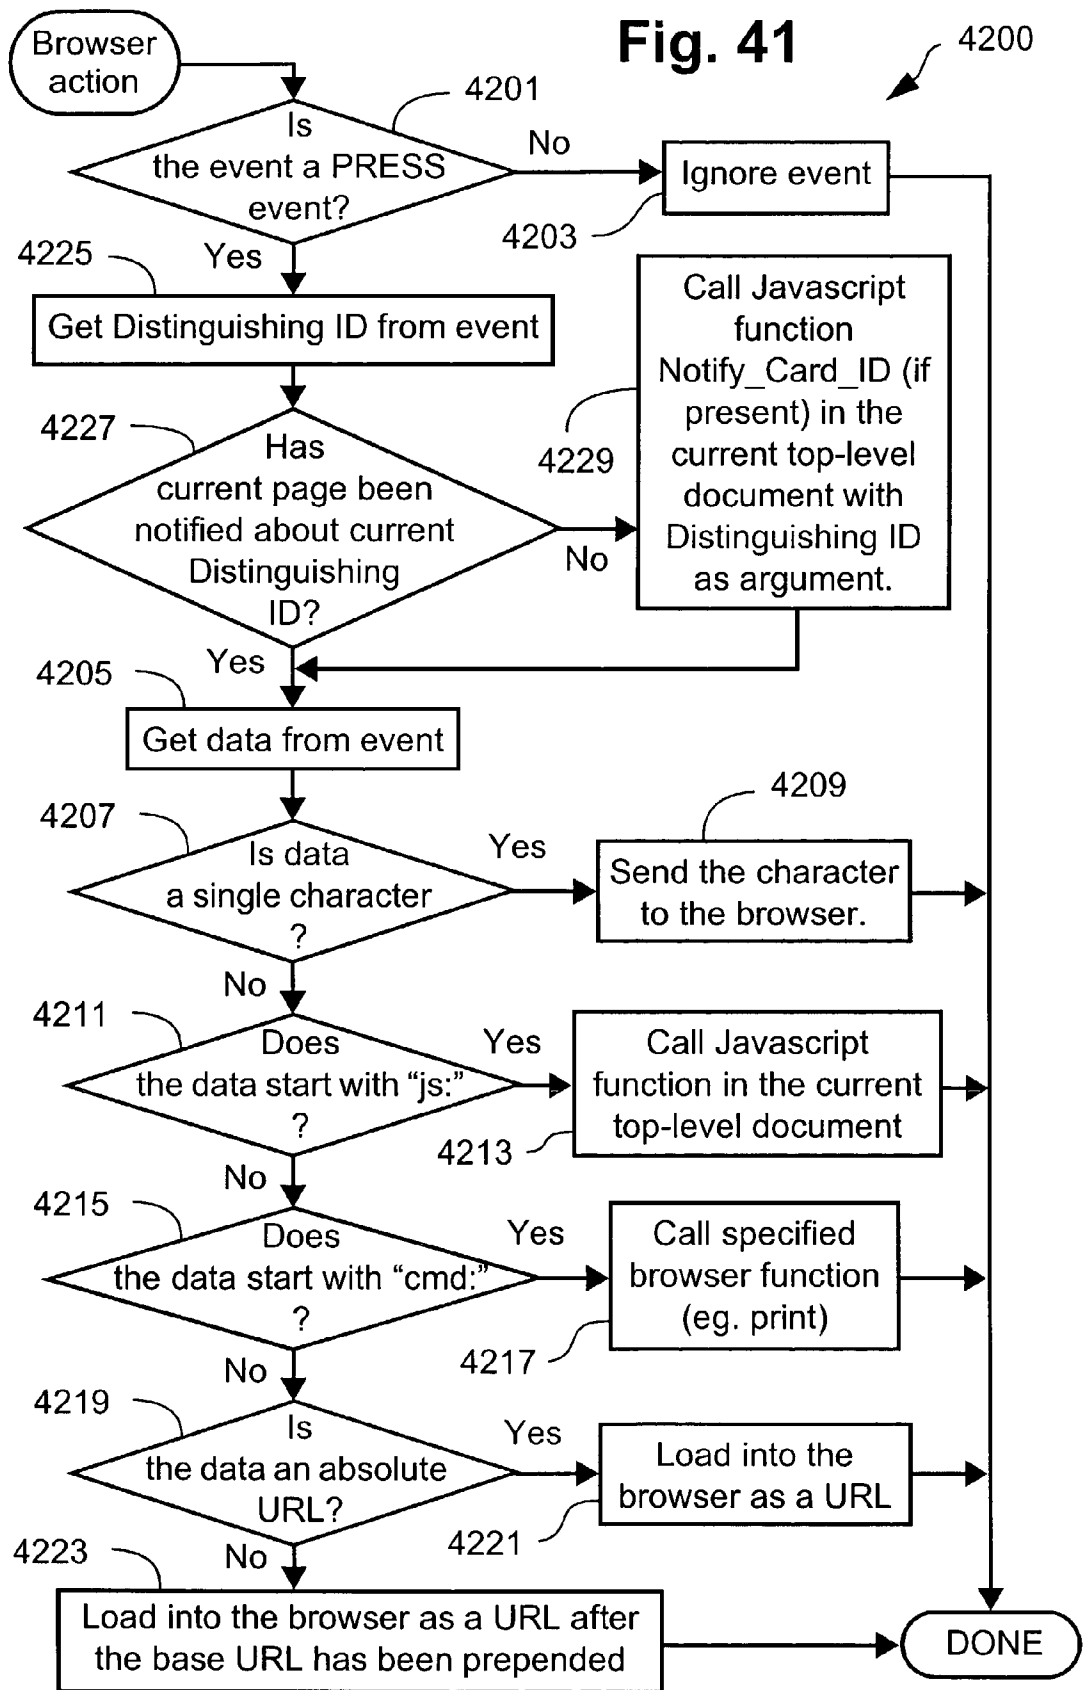 Fig. 41
4200
Browser
action
4201
Is
the event a PRESS
event?
No
Ignore event
4203
Yes
4225
Get Distinguishing ID from event
Call Javascript
function
Notify_Card_ID (if
present) in the
current top-level
document with
Distinguishing ID
as argument.
4229
4227
Has
current page been
notified about current
Distinguishing
ID?
No
Yes
4205
Get data from event
4207
Is data
a single character
?
Yes
4209
Send the character
to the browser.
No
4211
Does
the data start with “js:”
?
Yes
Call Javascript
function in the current
top-level document
4213
No
4215
Does
the data start with “cmd:”
?
Yes
Call specified
browser function
(eg. print)
4217
No
4219
Is
the data an absolute
URL?
Yes
Load into the
browser as a URL
4221
No
4223
Load into the browser as a URL after
the base URL has been prepended
DONE